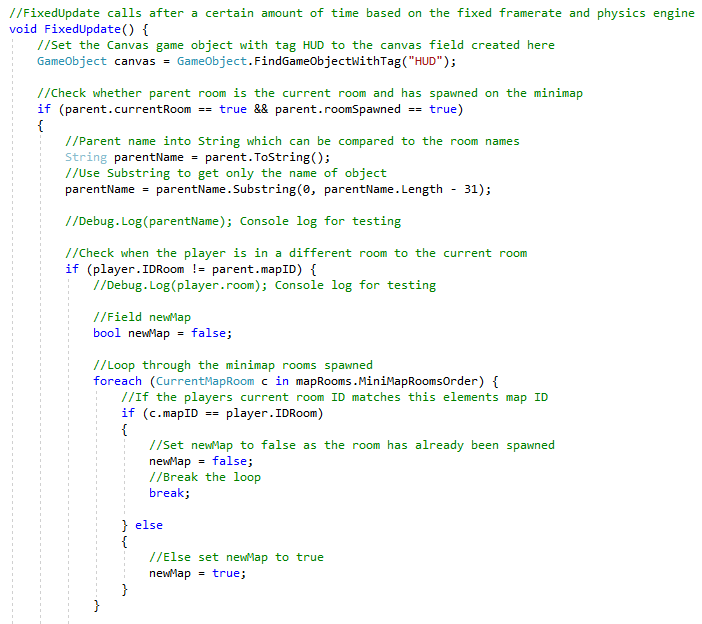 //FixedUpdate calls after a certain amount of time based on the fixed framerate and physics engine
void FixedUpdate() {
//Set the Canvas game object with tag HUD to the canvas field created here
GameObject canvas = GameObject.FindGameObjectWithTag("HUD");
//Check whether parent room is the current room and has spawned on the minimap
if (parent.currentRoom == true && parent.roomSpawned == true)
{
//Parent name into String which can be compared to the room names
String parentName = parent.ToString();
//Use Substring to get only the name of object
parentName = parentName.Substring(0, parentName.Length - 31);
//Debug.Log(parentName); Console log for testing
//Check when the player is in a different room to the current room
if (player.IDRoom != parent.mapID) {
//Debug.Log(player.room); Console log for testing
//Field newMap
bool newMap = false;
//Loop through the minimap rooms spawned
foreach (CurrentMapRoom c in mapRooms.MiniMapRoomsOrder) {
//If the players current room ID matches this elements map ID
if (c.mapID == player.IDRoom)
{
//Set newMap to false as the room has already been spawned
newMap = false;
//Break the loop
break;
} else
{
//Else set newMap to true
newMap = true;
}
}